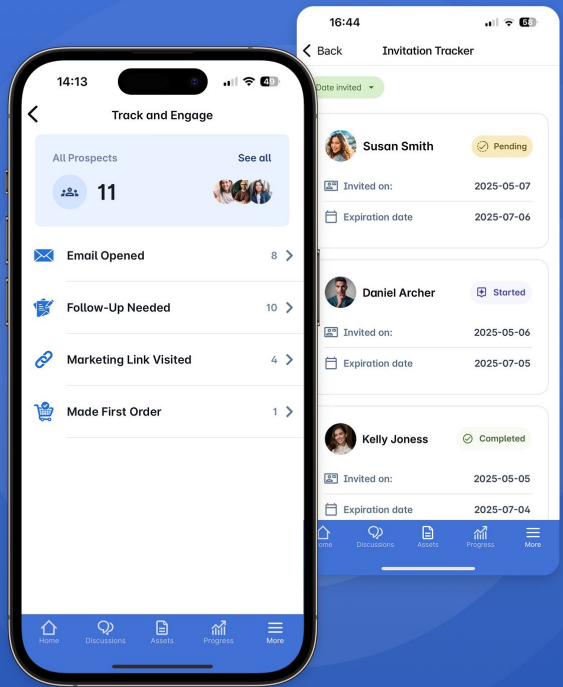 14:13
49
Track and Engage
All Prospects
See all
11
Email Opened 8
Follow-Up Needed 10
Marketing Link Visited 4
Made First Order 1
Home Discussions Assets Progress More
16:44
Back Invitation Tracker
Date invited
Susan Smith Pending
Invited on: 2025-05-07
Expiration date 2025-07-06
Daniel Archer Started
Invited on: 2025-05-06
Expiration date 2025-07-05
Kelly Joness Completed
Invited on: 2025-05-05
Expiration date 2025-07-04
Discussions Assets Progress More